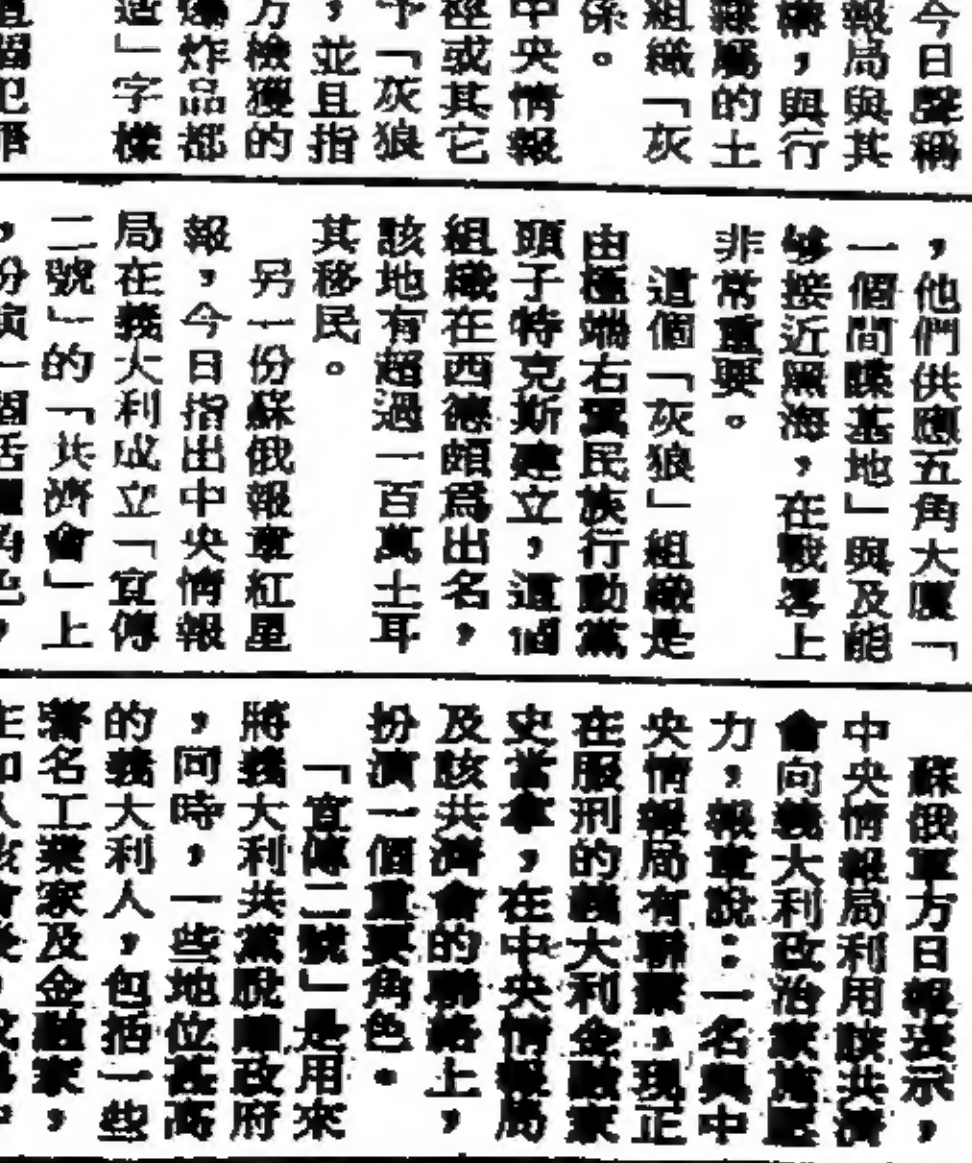 今日聲稱
報局與其
構，與行
隸屬的土
組織「灰
係。
中央情報
徑或其它
予「灰狼
，並且指
方檢獲的
爆炸品都
造」字樣
，他們供應五角大廈「
一個間諜基地」與及能
够接近黑海，在戰畧上
非常重要。
這個「灰狼」組織是
由極端右翼民族行動黨
頭子特克斯建立，這個
組織在西德頗爲出名，
該地有超過一百萬土耳
其移民。
另一份蘇俄報章紅星
報，今日指出中央情報
局在義大利成立「宣傳
二號」的「共濟會」上
，扮演一個活躍角色，
蘇俄軍方日報表示，
中央情報局利用該共濟
會向義大利政治家施壓
力，報章說：一名與中
央情報局有聯繫，現正
在服刑的義大利金融家
史當拿，在中央情報局
及該共濟會的聯絡上，
扮演一個重要角色。
「宣傳二號」是用來
將義大利共黨脫離政府
，同時，一些地位甚高
的義大利人，包括一些
著名工業家及金融家，